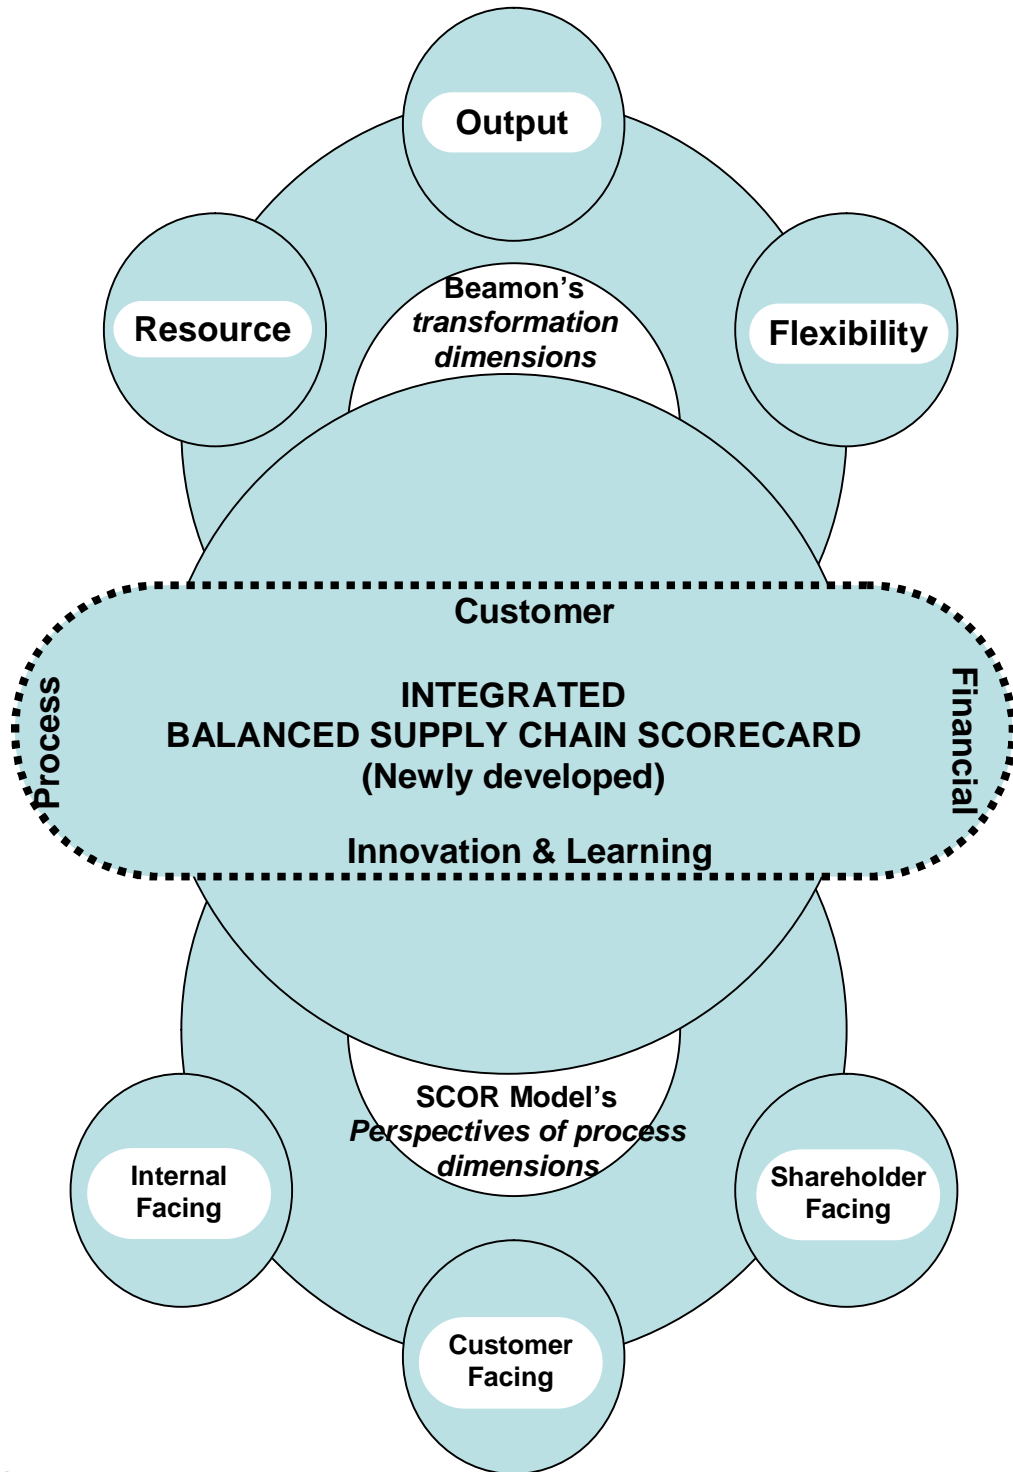 Output
Resource
Flexibility
Beamon’s
transformation
dimensions
Customer
Process
INTEGRATED
BALANCED SUPPLY CHAIN SCORECARD
(Newly developed)
Financial
Innovation & Learning
SCOR Model’s
Perspectives of process
dimensions
Internal
Facing
Shareholder
Facing
Customer
Facing